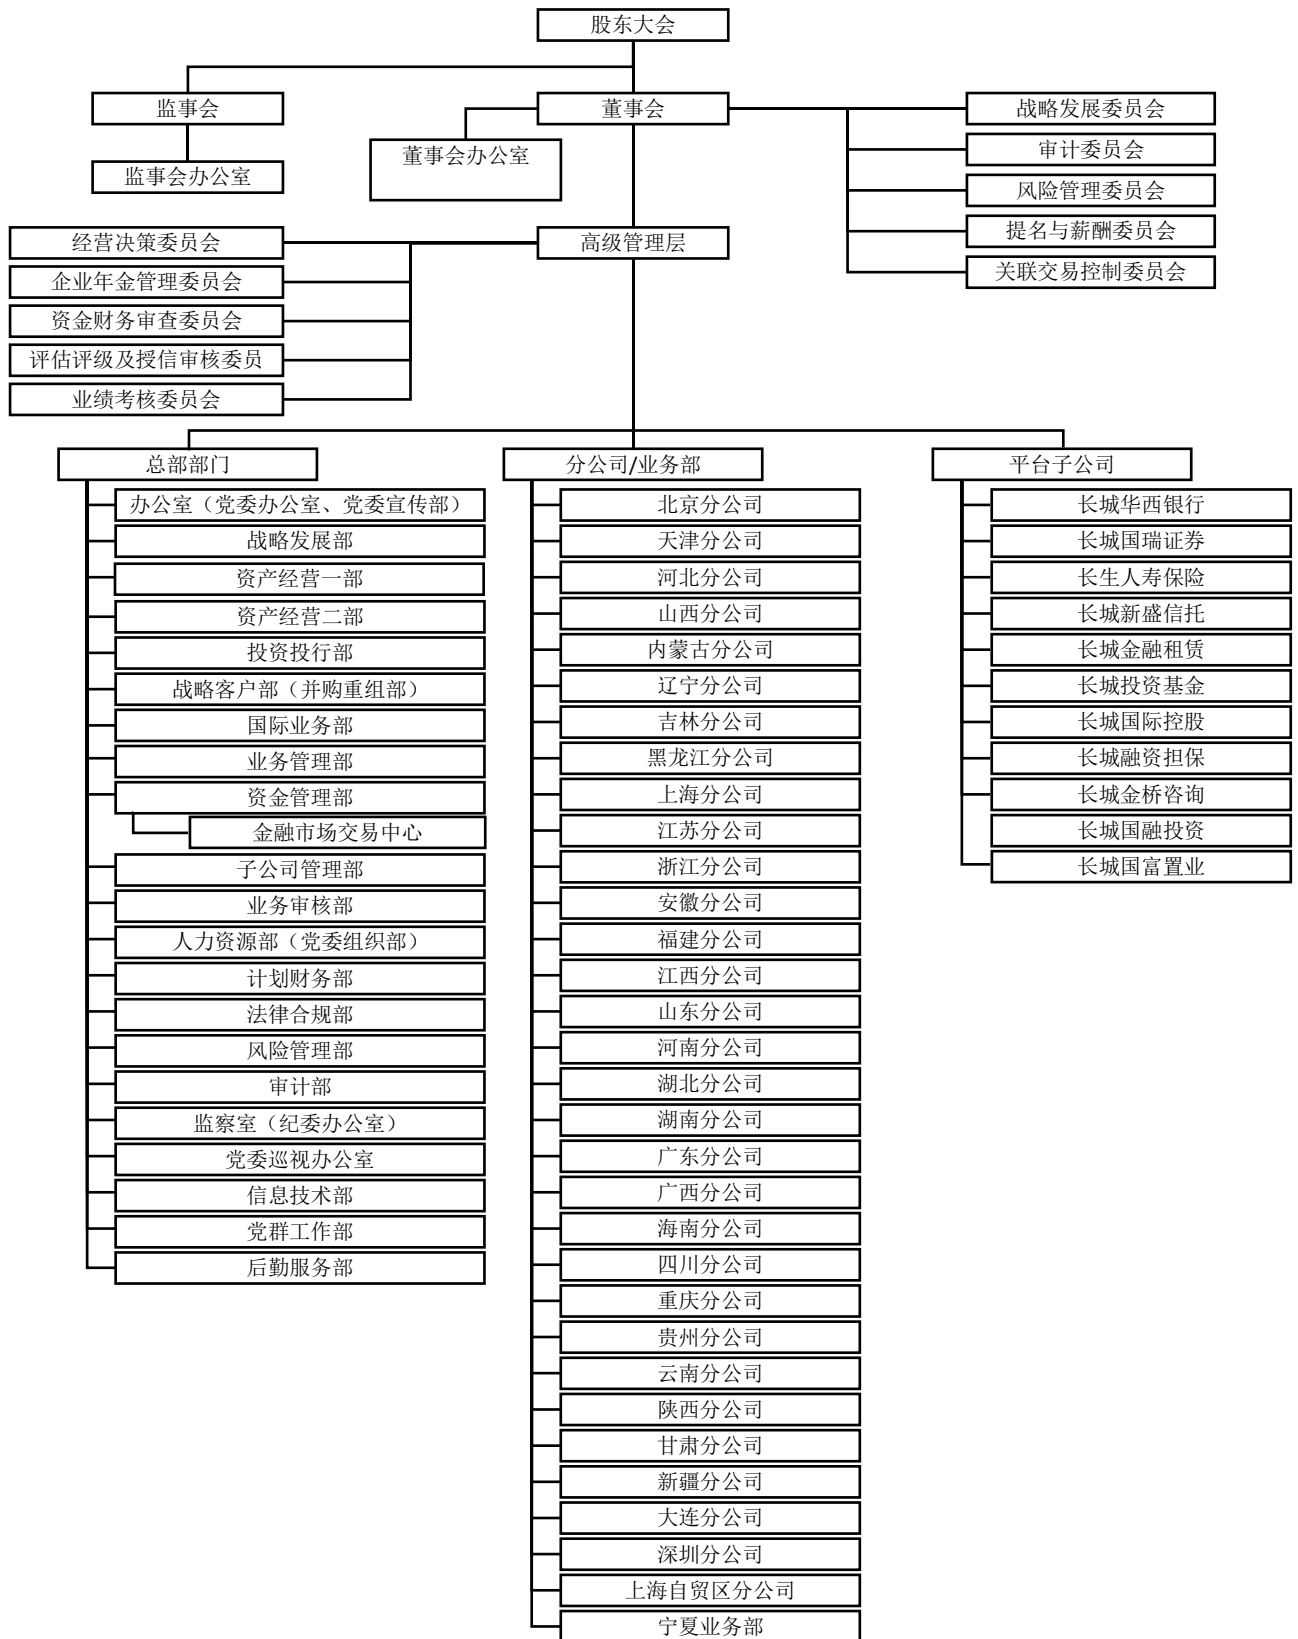 股东大会
监事会
董事会
战略发展委员会
董事会办公室
审计委员会
监事会办公室
风险管理委员会
提名与薪酬委员会
经营决策委员会
高级管理层
关联交易控制委员会
企业年金管理委员会
资金财务审查委员会
评估评级及授信审核委员
业绩考核委员会
总部部门
办公室（党委办公室、党委宣传部）
战略发展部
资产经营一部
资产经营二部
投资投行部
战略客户部（并购重组部）
国际业务部
业务管理部
资金管理部
金融市场交易中心
子公司管理部
业务审核部
人力资源部（党委组织部）
计划财务部
法律合规部
风险管理部
审计部
监察室（纪委办公室）
党委巡视办公室
信息技术部
党群工作部
后勤服务部
分公司/业务部
北京分公司
天津分公司
河北分公司
山西分公司
内蒙古分公司
辽宁分公司
吉林分公司
黑龙江分公司
上海分公司
江苏分公司
浙江分公司
安徽分公司
福建分公司
江西分公司
山东分公司
河南分公司
湖北分公司
湖南分公司
广东分公司
广西分公司
海南分公司
四川分公司
重庆分公司
贵州分公司
云南分公司
陕西分公司
甘肃分公司
新疆分公司
大连分公司
深圳分公司
上海自贸区分公司
宁夏业务部
平台子公司
长城华西银行
长城国瑞证券
长生人寿保险
长城新盛信托
长城金融租赁
长城投资基金
长城国际控股
长城融资担保
长城金桥咨询
长城国融投资
长城国富置业